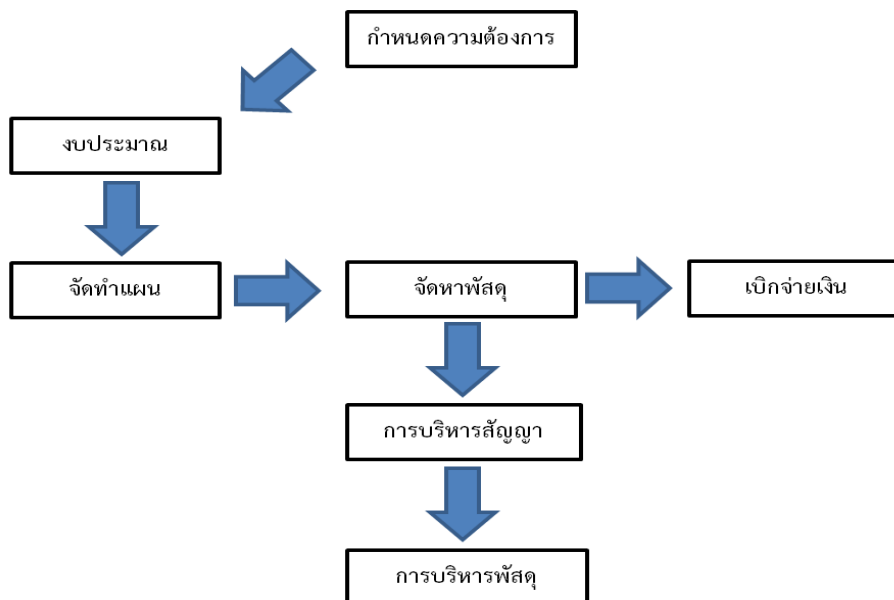 กำหนดความต้องการ
งบประมาณ
จัดทำแผน
จัดหาพัสดุ
เบิกจ่ายเงิน
การบริหารสัญญา
การบริหารพัสดุ